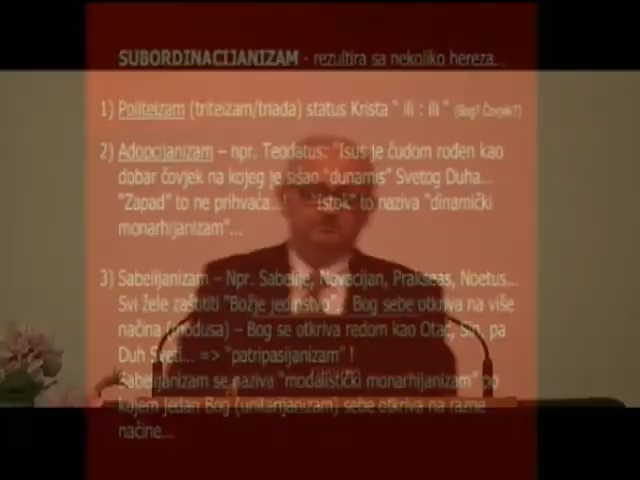 SUBORDINACIJANIZAM - rezultira sa nekoliko hereza...
1) Politeizam (triteizam/triada) status Krista " ili : ili " (Bog? Čovjek?)
2) Adopcijanizam – npr. Teodatus: "Isus je čudom rođen kao
dobar čovjek na kojeg je sišao "dunamis" Svetog Duha...
"Zapad" to ne prihvaća...! "Istok" to naziva "dinamički
monarhijanizam"...
3) Sabelijanizam – Npr. Sabelije, Novacijan, Prakseas, Noetus...
Svi žele zaštititi "Božje jedinstvo". Bog sebe otkriva na više
načina (modusa) – Bog se otkriva redom kao Otac, Sin, pa
Duh Sveti... => "patripasijanizam" !
Sabelijanizam se naziva "modalistički monarhijanizam" po
kojem jedan Bog (unitarijanizam) sebe otkriva na razne
načine...